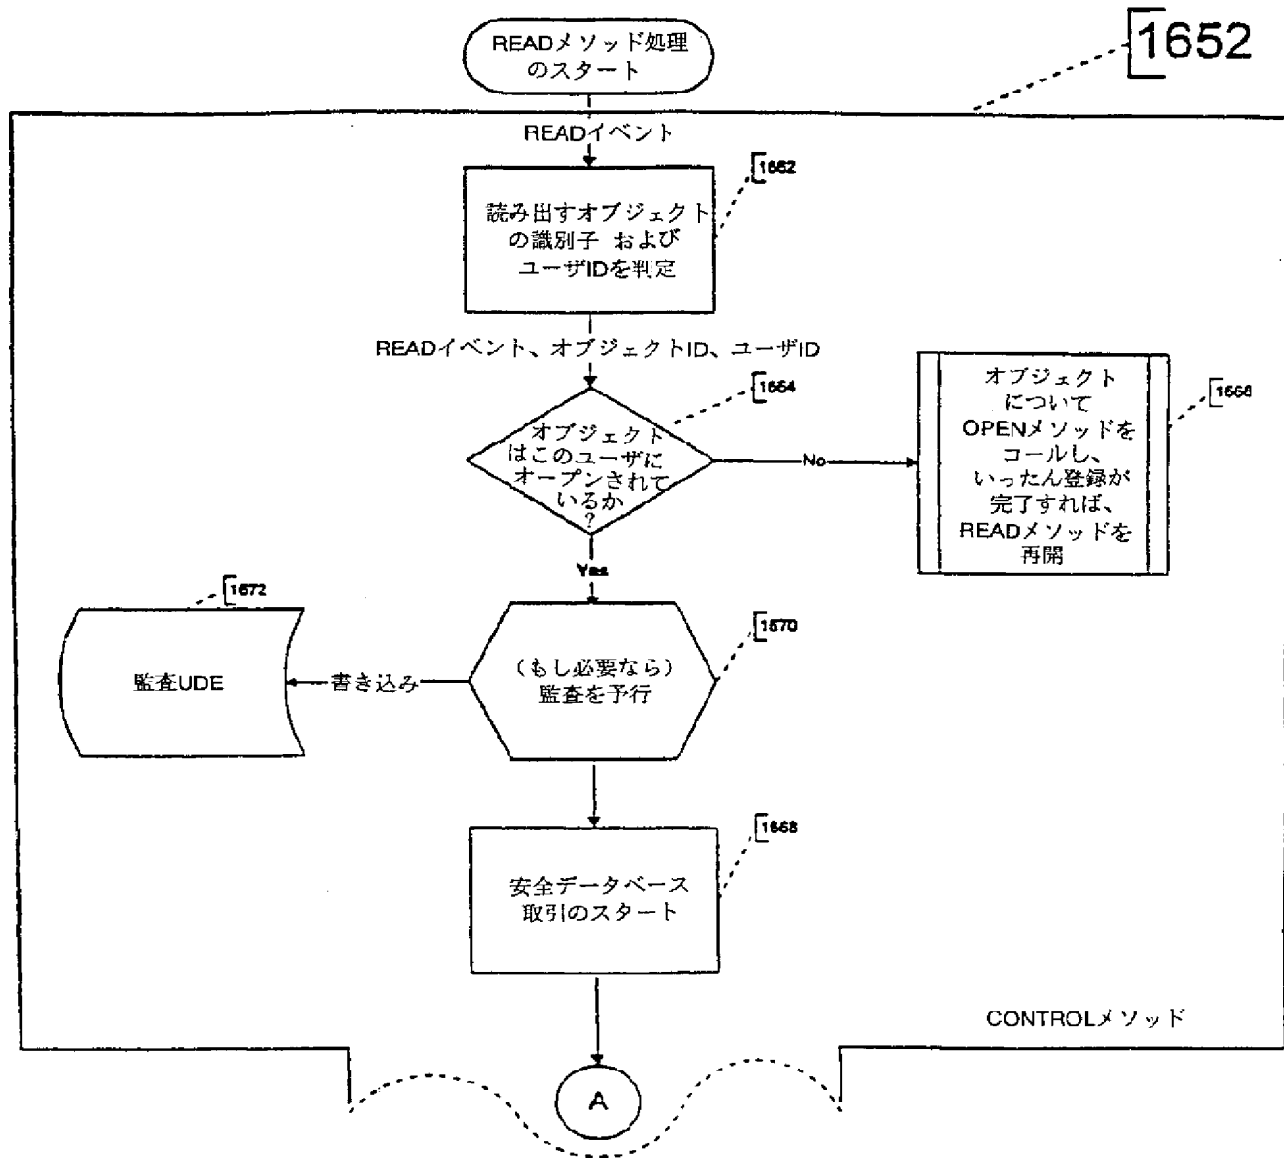 1652
READメソッド処理
のスタート
READイベント
1662
読み出すオブジェクト
の識別子 および
ユーザIDを判定
READイベント、オブジェクトID、ユーザID
1664
オブジェクト
はこのユーザに
オープンされて
いるか
?
No
1666
オブジェクト
について
OPENメソッドを
コールし、
いったん登録が
完了すれば、
READメソッドを
再開
Yes
1672
監査UDE
書き込み
1670
(もし必要なら)
監査を予行
1668
安全データベース
取引のスタート
CONTROLメソッド
A